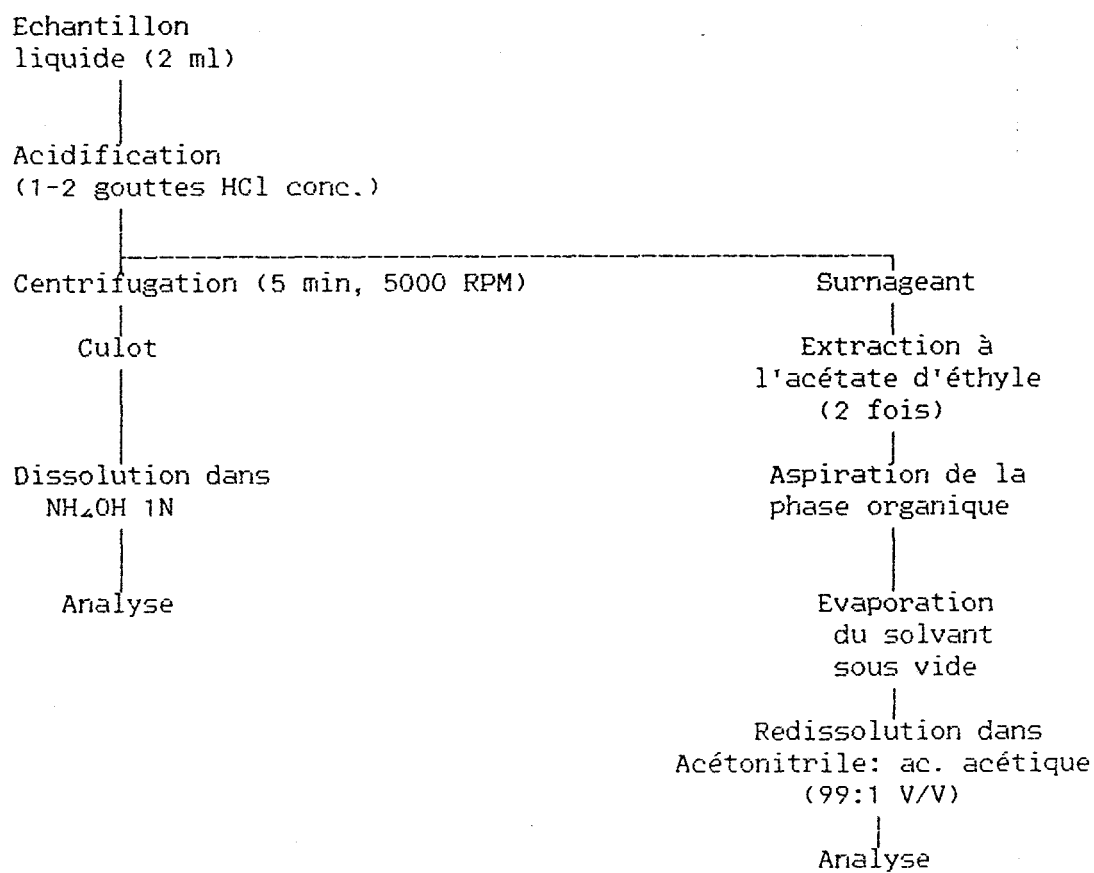 Echantillon
liquide (2 ml)
Acidification
(1-2 gouttes HCl conc.)
Centrifugation (5 min, 5000 RPM)
Culot
Dissolution dans
NH₄OH 1N
Analyse
Surnageant
Extraction à
l'acétate d'éthyle
(2 fois)
Aspiration de la
phase organique
Evaporation
du solvant
sous vide
Redissolution dans
Acétonitrile: ac. acétique
(99:1 V/V)
Analyse